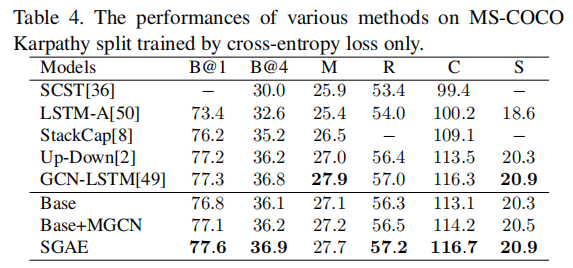 Table 4. The performances of various methods on MS-COCO
Karpathy split trained by cross-entropy loss only.
Models B@1 B@4 M R C S
SCST[36] – 30.0 25.9 53.4 99.4 –
LSTM-A[50] 73.4 32.6 25.4 54.0 100.2 18.6
StackCap[8] 76.2 35.2 26.5 – 109.1 –
Up-Down[2] 77.2 36.2 27.0 56.4 113.5 20.3
GCN-LSTM[49] 77.3 36.8 27.9 57.0 116.3 20.9
Base 76.8 36.1 27.1 56.3 113.1 20.3
Base+MGCN 77.1 36.2 27.2 56.5 114.2 20.5
SGAE 77.6 36.9 27.7 57.2 116.7 20.9